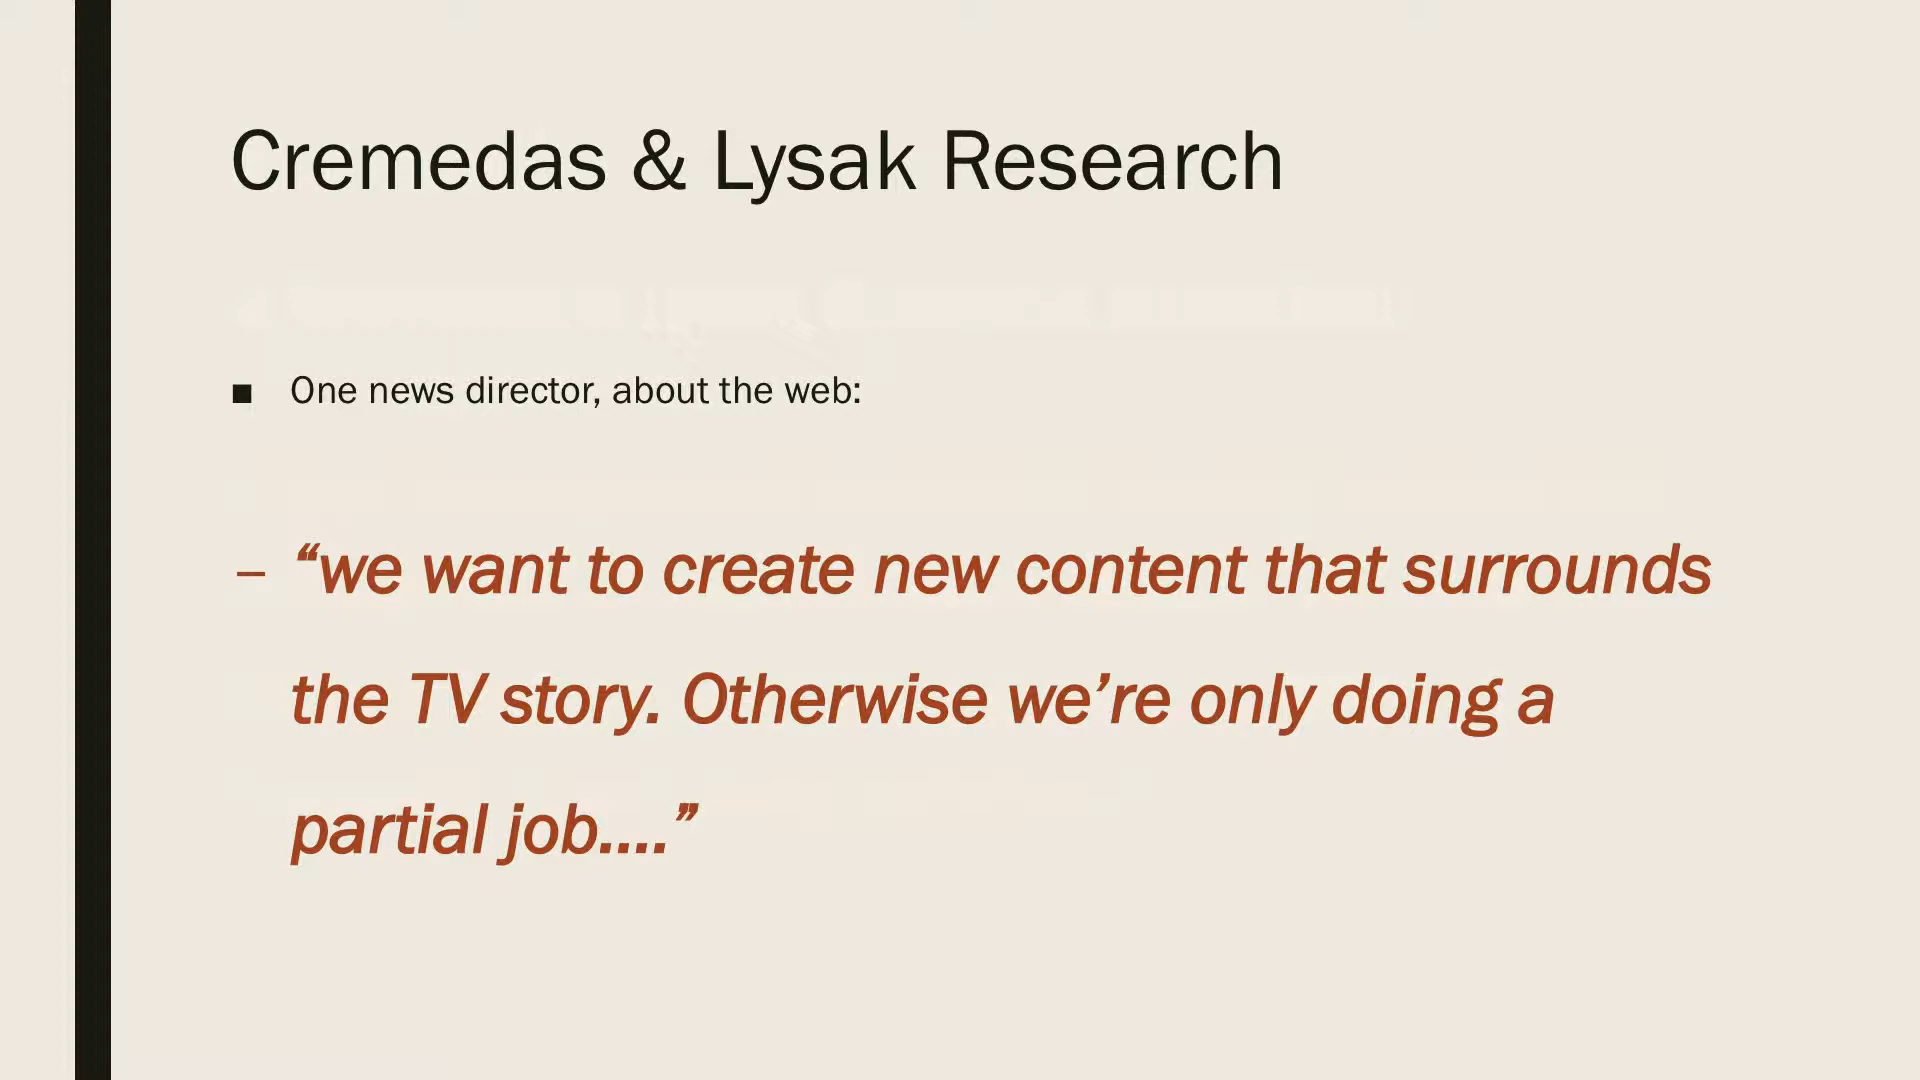 Cremedas & Lysak Research
■ One news director, about the web:
– “we want to create new content that surrounds
the TV story. Otherwise we’re only doing a
partial job....”